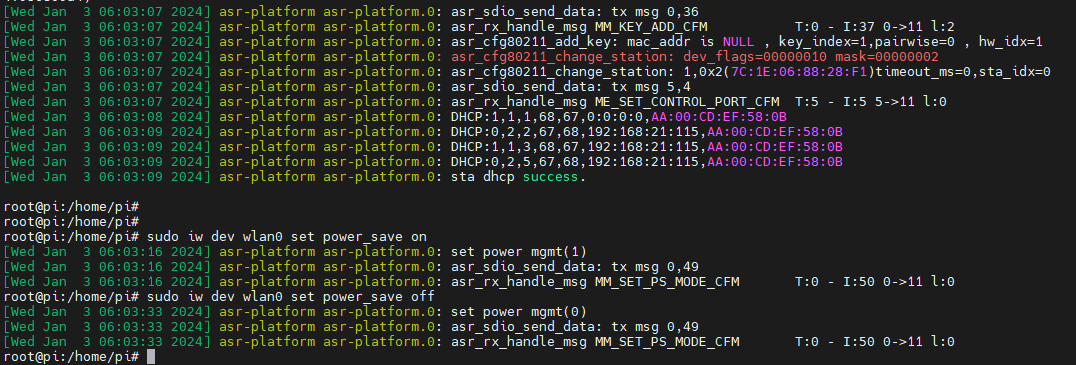 [Wed Jan  3 06:03:07 2024] asr-platform asr-platform.0: asr_sdio_send_data: tx msg 0,36
[Wed Jan  3 06:03:07 2024] asr-platform asr-platform.0: asr_rx_handle_msg MM_KEY_ADD_CFM           T:0 - I:37 0->11 l:2
[Wed Jan  3 06:03:07 2024] asr-platform asr-platform.0: asr_cfg80211_add_key: mac_addr is NULL , key_index=1,pairwise=0 , hw_idx=1
[Wed Jan  3 06:03:07 2024] asr-platform asr-platform.0: asr_cfg80211_change_station: dev_flags=00000010 mask=00000002
[Wed Jan  3 06:03:07 2024] asr-platform asr-platform.0: asr_cfg80211_change_station: 1,0x2(7C:1E:06:88:28:F1)timeout_ms=0,sta_idx=0
[Wed Jan  3 06:03:07 2024] asr-platform asr-platform.0: asr_sdio_send_data: tx msg 5,4
[Wed Jan  3 06:03:07 2024] asr-platform asr-platform.0: asr_rx_handle_msg ME_SET_CONTROL_PORT_CFM  T:5 - I:5 5->11 l:0
[Wed Jan  3 06:03:08 2024] asr-platform asr-platform.0: DHCP:1,1,1,68,67,0:0:0:0,AA:00:CD:EF:58:0B
[Wed Jan  3 06:03:09 2024] asr-platform asr-platform.0: DHCP:0,2,2,67,68,192:168:21:115,AA:00:CD:EF:58:0B
[Wed Jan  3 06:03:09 2024] asr-platform asr-platform.0: DHCP:1,1,3,68,67,192:168:21:115,AA:00:CD:EF:58:0B
[Wed Jan  3 06:03:09 2024] asr-platform asr-platform.0: DHCP:0,2,5,67,68,192:168:21:115,AA:00:CD:EF:58:0B
[Wed Jan  3 06:03:09 2024] asr-platform asr-platform.0: sta dhcp success.
root@pi:/home/pi#
root@pi:/home/pi#
root@pi:/home/pi# sudo iw dev wlan0 set power_save on
[Wed Jan  3 06:03:16 2024] asr-platform asr-platform.0: set power mgmt(1)
[Wed Jan  3 06:03:16 2024] asr-platform asr-platform.0: asr_sdio_send_data: tx msg 0,49
[Wed Jan  3 06:03:16 2024] asr-platform asr-platform.0: asr_rx_handle_msg MM_SET_PS_MODE_CFM       T:0 - I:50 0->11 l:0
root@pi:/home/pi# sudo iw dev wlan0 set power_save off
[Wed Jan  3 06:03:33 2024] asr-platform asr-platform.0: set power mgmt(0)
[Wed Jan  3 06:03:33 2024] asr-platform asr-platform.0: asr_sdio_send_data: tx msg 0,49
[Wed Jan  3 06:03:33 2024] asr-platform asr-platform.0: asr_rx_handle_msg MM_SET_PS_MODE_CFM       T:0 - I:50 0->11 l:0
root@pi:/home/pi#